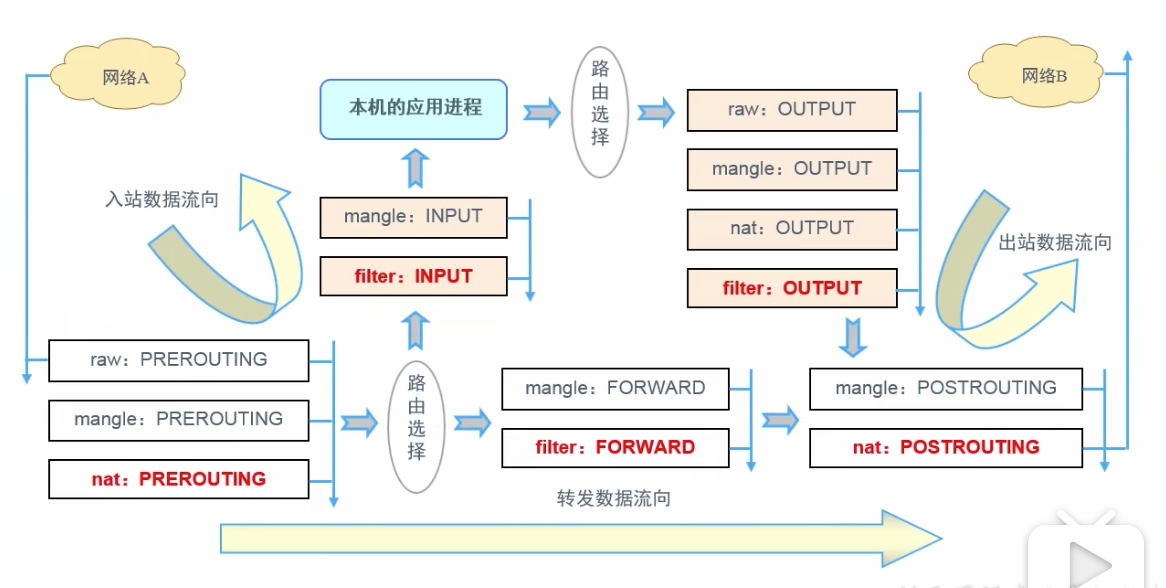 网络A
网络B
本机的应用进程
路由选择
raw：OUTPUT
mangle：OUTPUT
nat：OUTPUT
filter：OUTPUT
入站数据流向
mangle：INPUT
filter：INPUT
出站数据流向
raw：PREROUTING
mangle：PREROUTING
nat：PREROUTING
路由选择
mangle：FORWARD
filter：FORWARD
mangle：POSTROUTING
nat：POSTROUTING
转发数据流向